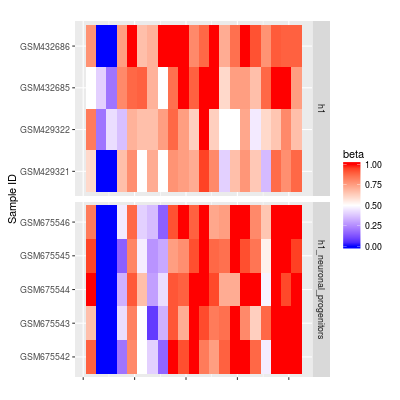 GSM432686
GSM432685
GSM429322
GSM429321
h1
GSM675546
GSM675545
GSM675544
GSM675543
GSM675542
h1_neuronal_progenitors
Sample ID
beta
1.00
0.75
0.50
0.25
0.00